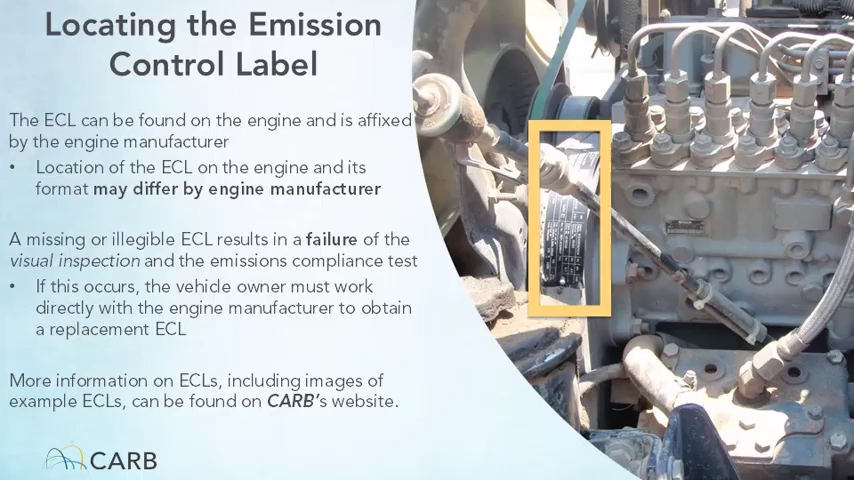 Locating the Emission
Control Label
The ECL can be found on the engine and is affixed
by the engine manufacturer
• Location of the ECL on the engine and its
format may differ by engine manufacturer
A missing or illegible ECL results in a failure of the
visual inspection and the emissions compliance test
• If this occurs, the vehicle owner must work
directly with the engine manufacturer to obtain
a replacement ECL
More information on ECLs, including images of
example ECLs, can be found on CARB's website.
CARB